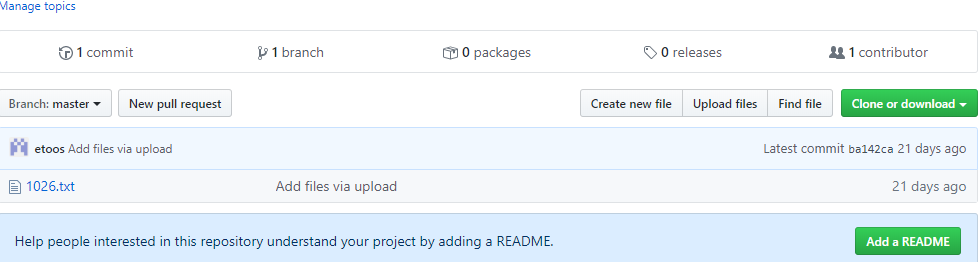 Manage topics
1 commit 1 branch 0 packages 0 releases 1 contributor
Branch: master New pull request Create new file Upload files Find file Clone or download
etoos Add files via upload Latest commit ba142ca 21 days ago
1026.txt Add files via upload 21 days ago
Help people interested in this repository understand your project by adding a README. Add a README